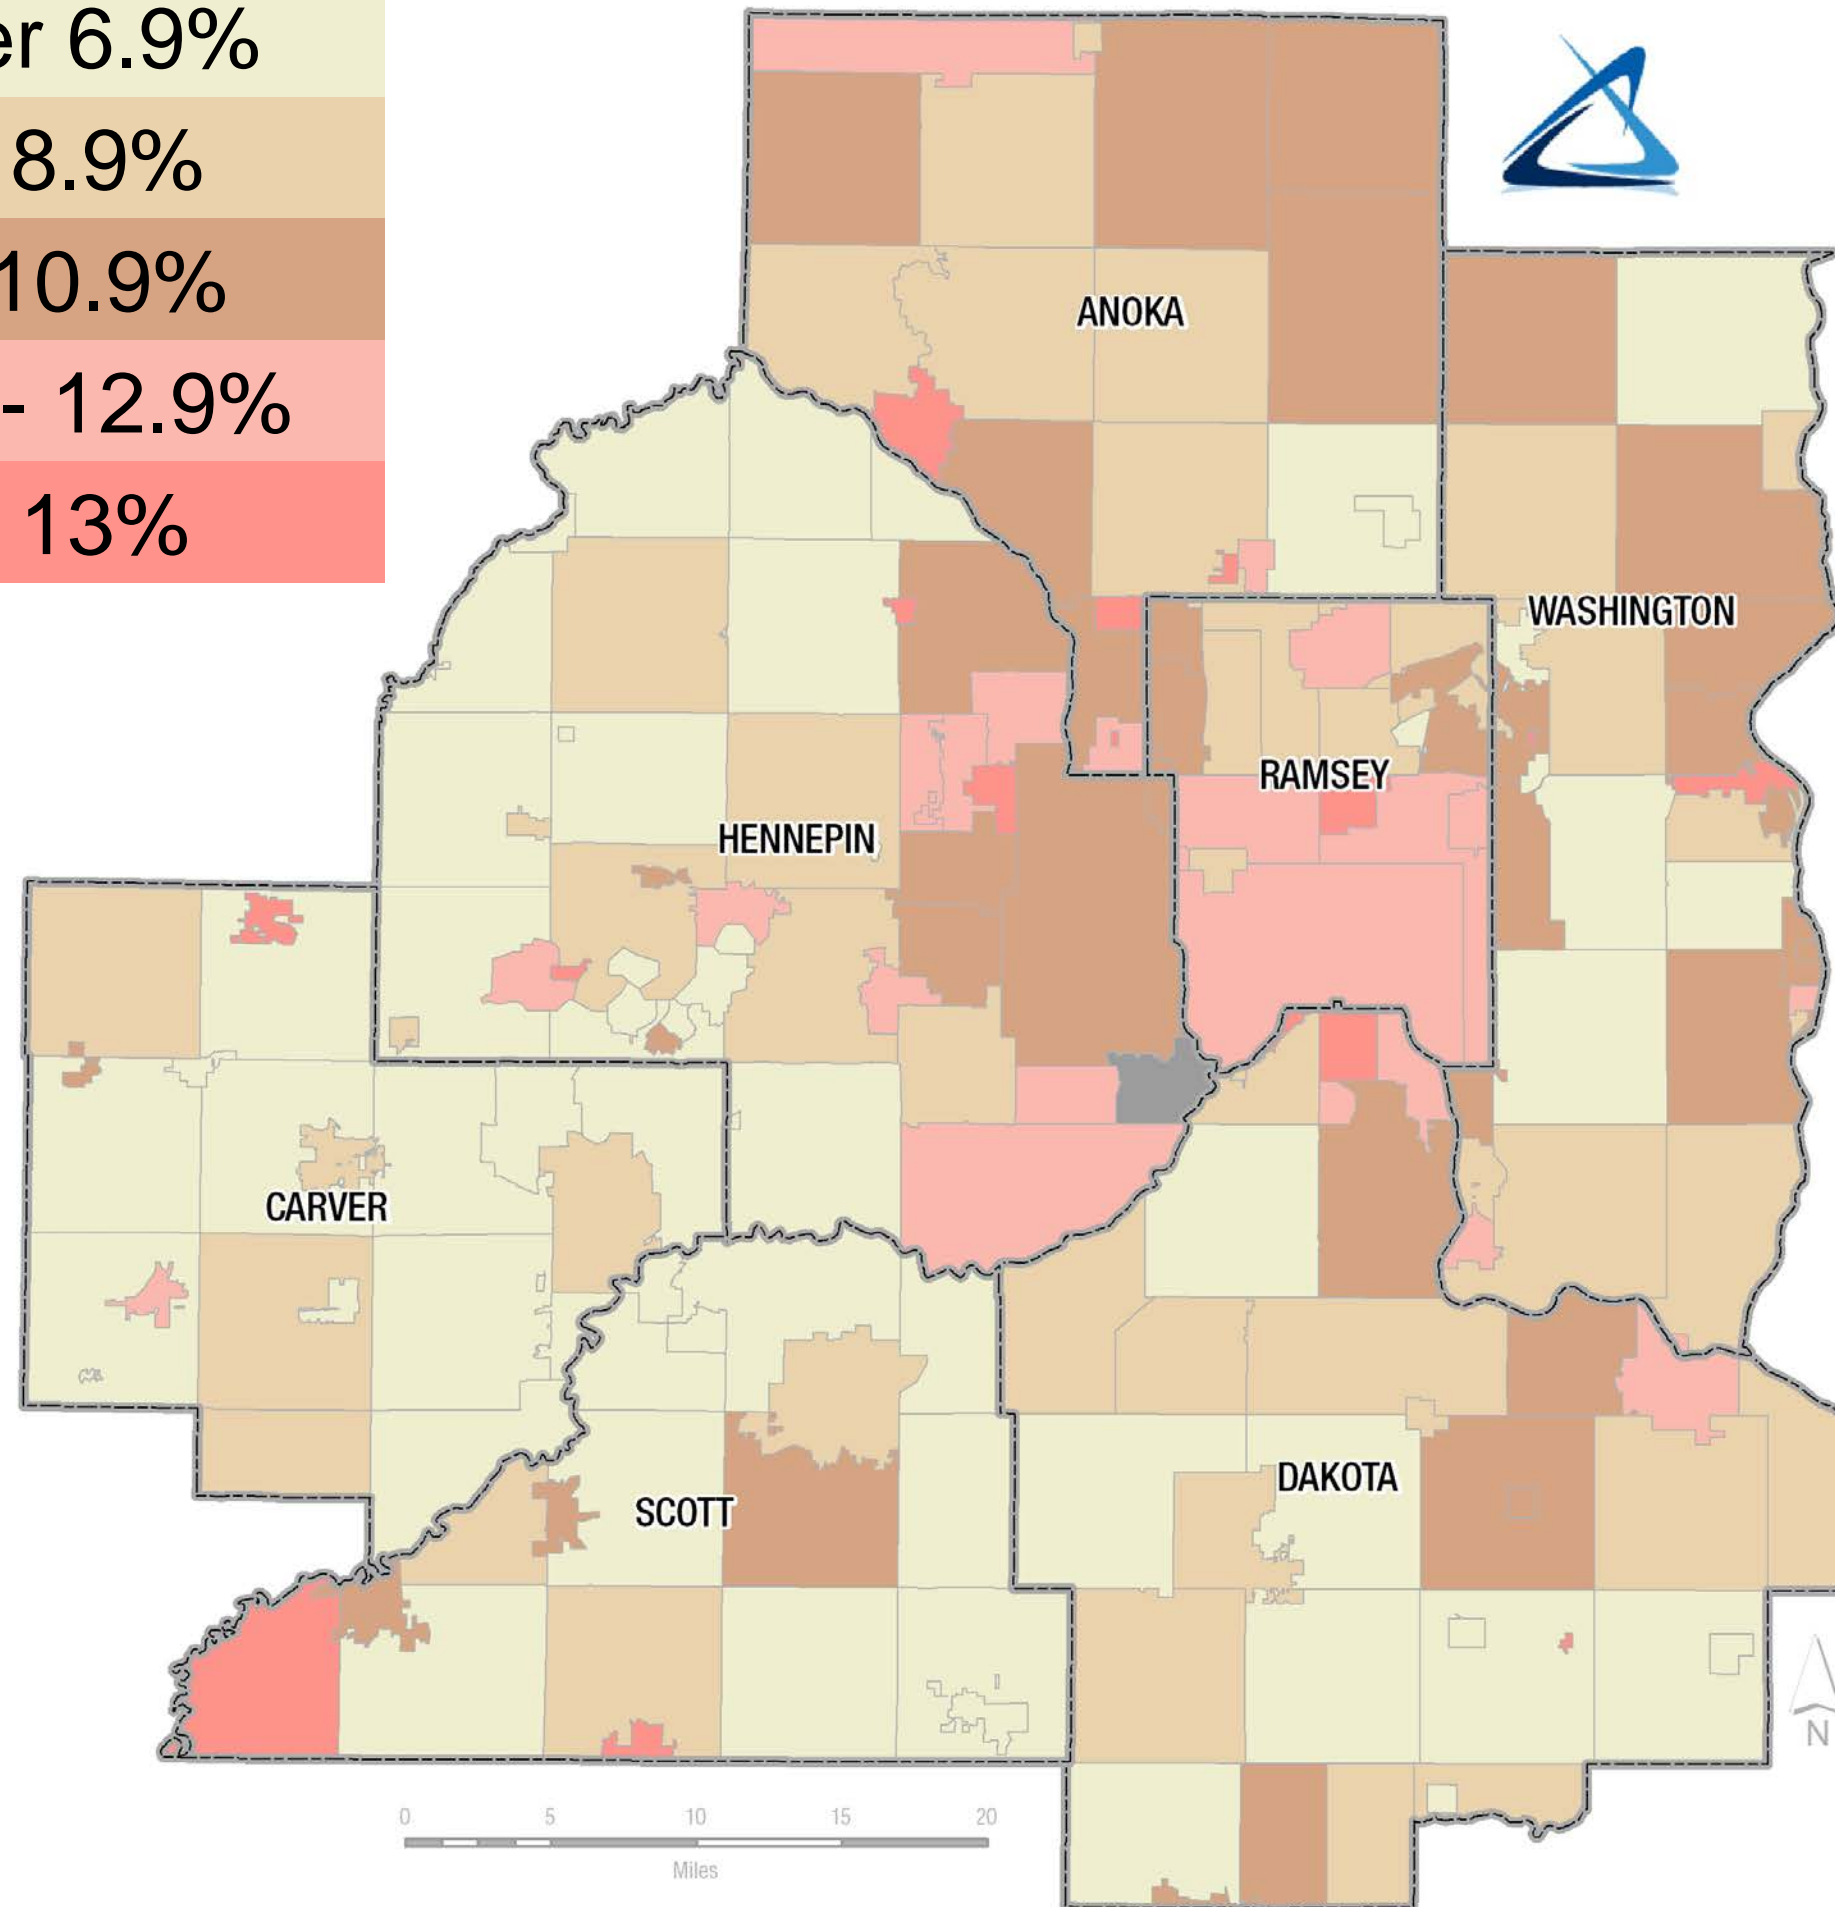 er 6.9%
8.9%
10.9%
- 12.9%
13%
ANOKA
WASHINGTON
RAMSEY
HENNEPIN
CARVER
DAKOTA
SCOTT
N
0 5 10 15 20
Miles